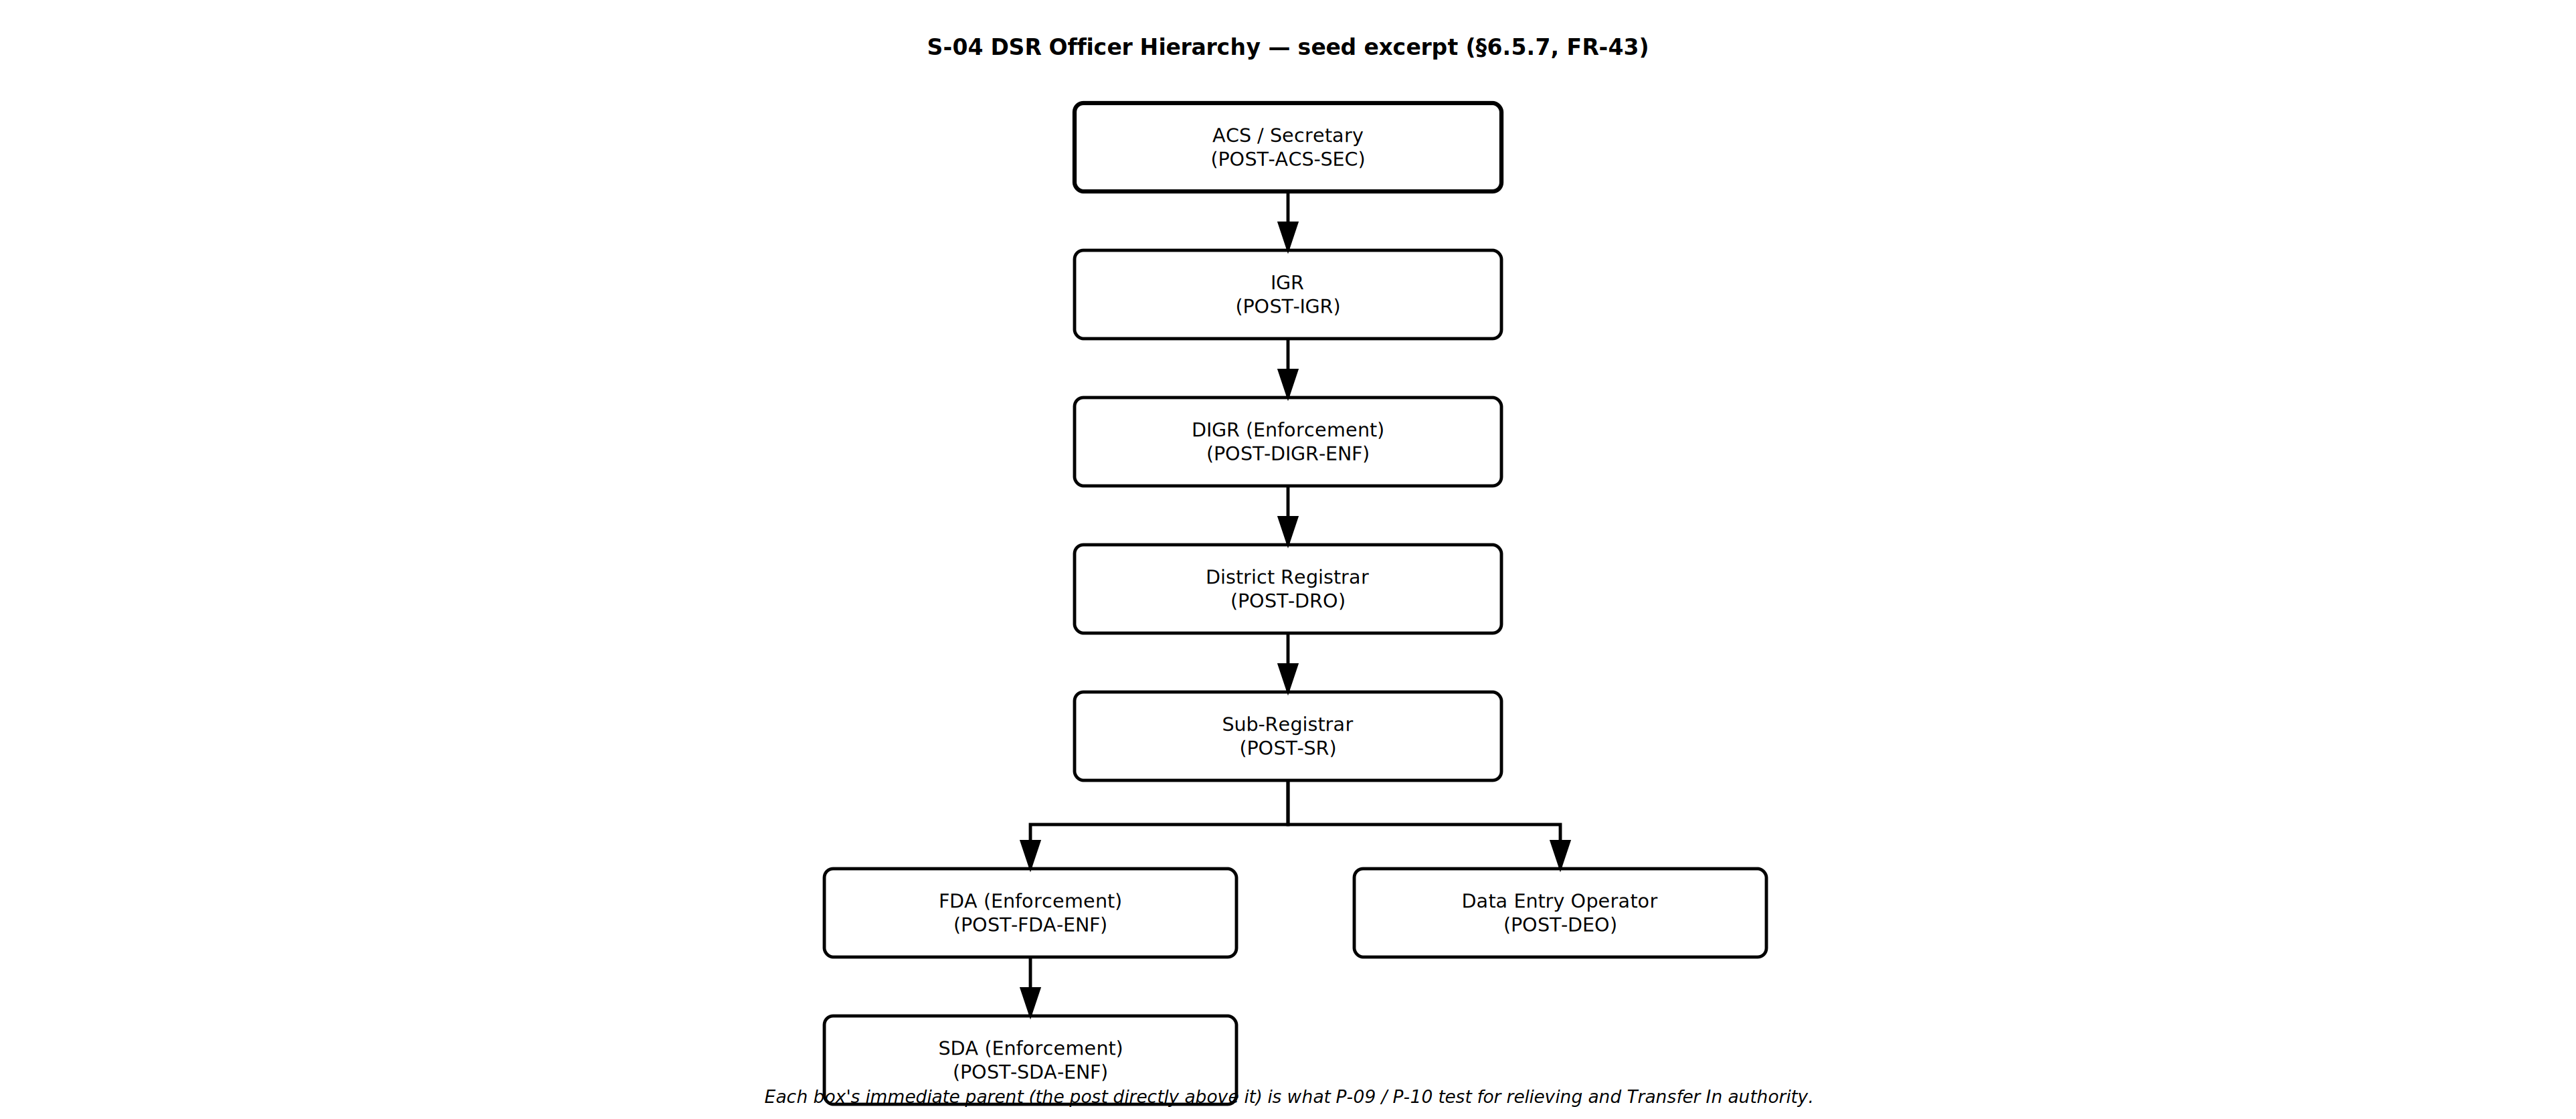 S-04 DSR Officer Hierarchy — seed excerpt (§6.5.7, FR-43)
ACS / Secretary
(POST-ACS-SEC)
IGR
(POST-IGR)
DIGR (Enforcement)
(POST-DIGR-ENF)
District Registrar
(POST-DRO)
Sub-Registrar
(POST-SR)
FDA (Enforcement)
(POST-FDA-ENF)
Data Entry Operator
(POST-DEO)
SDA (Enforcement)
(POST-SDA-ENF)
Each box's immediate parent (the post directly above it) is what P-09 / P-10 test for relieving and Transfer In authority.